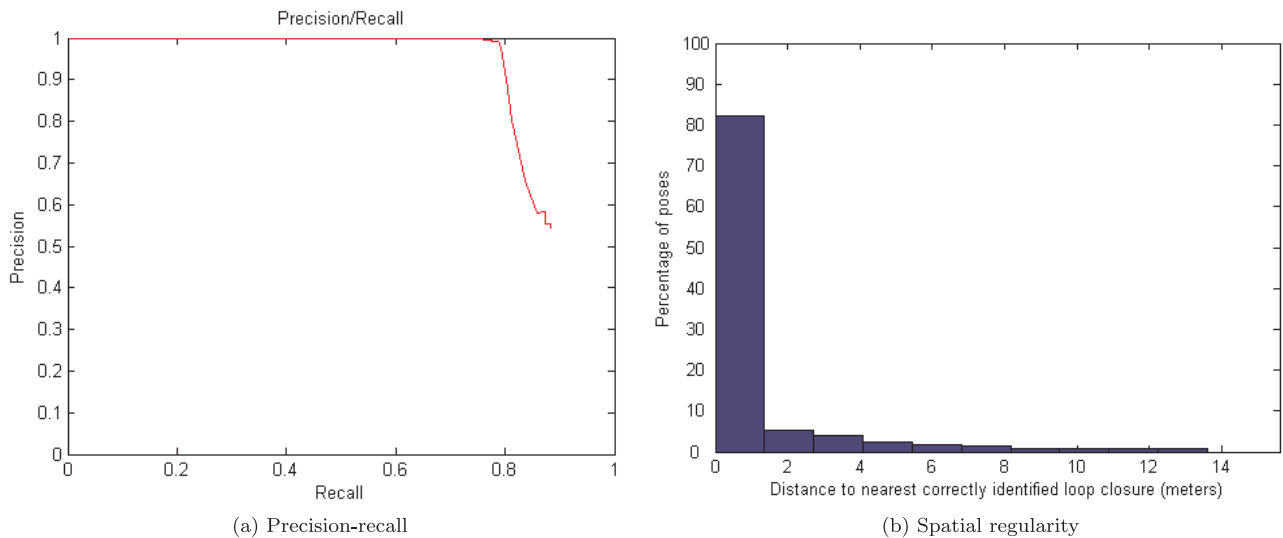 Precision/Recall
1
0.9
0.8
0.7
0.6
0.5
0.4
0.3
0.2
0.1
0
Precision
0 0.2 0.4 0.6 0.8 1
Recall
(a) Precision-recall
100
90
80
70
60
50
40
30
20
10
0
Percentage of poses
0 2 4 6 8 10 12 14
Distance to nearest correctly identified loop closure (meters)
(b) Spatial regularity